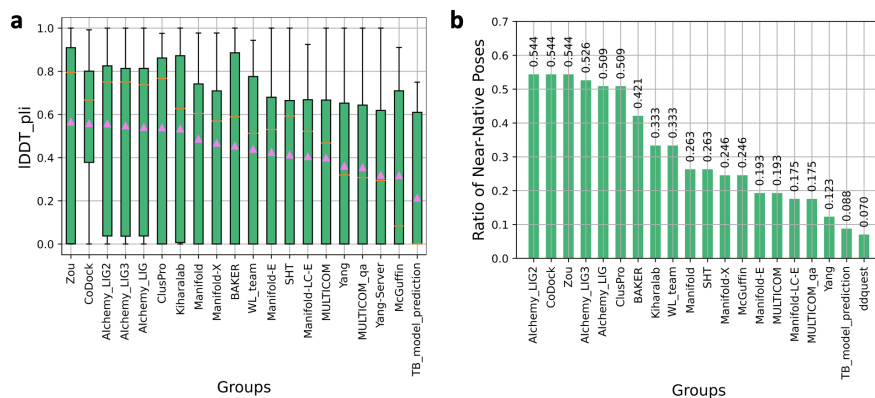 a
lDDT_pli
1.0
0.8
0.6
0.4
0.2
0.0
Zou
CoDock
Alchemy_LIG2
Alchemy_LIG3
Alchemy_LIG
ClusPro
Kiharalab
Manifold
Manifold-X
BAKER
WL_team
Manifold-E
SHT
Manifold-LC-E
MULTICOM
Yang
MULTICOM_qa
Yang-Server
McGuffin
TB_model_prediction
Groups
b
Ratio of Near-Native Poses
0.7
0.6
0.5
0.4
0.3
0.2
0.1
0.0
0.544
0.544
0.544
0.526
0.509
0.509
0.421
0.333
0.333
0.263
0.263
0.246
0.246
0.193
0.193
0.175
0.175
0.123
0.088
0.070
Alchemy_LIG2
CoDock
Zou
Alchemy_LIG3
Alchemy_LIG
ClusPro
BAKER
Kiharalab
WL_team
Manifold
SHT
Manifold-X
McGuffin
Manifold-E
MULTICOM
Manifold-LC-E
MULTICOM_qa
Yang
TB_model_prediction
ddquest
Groups